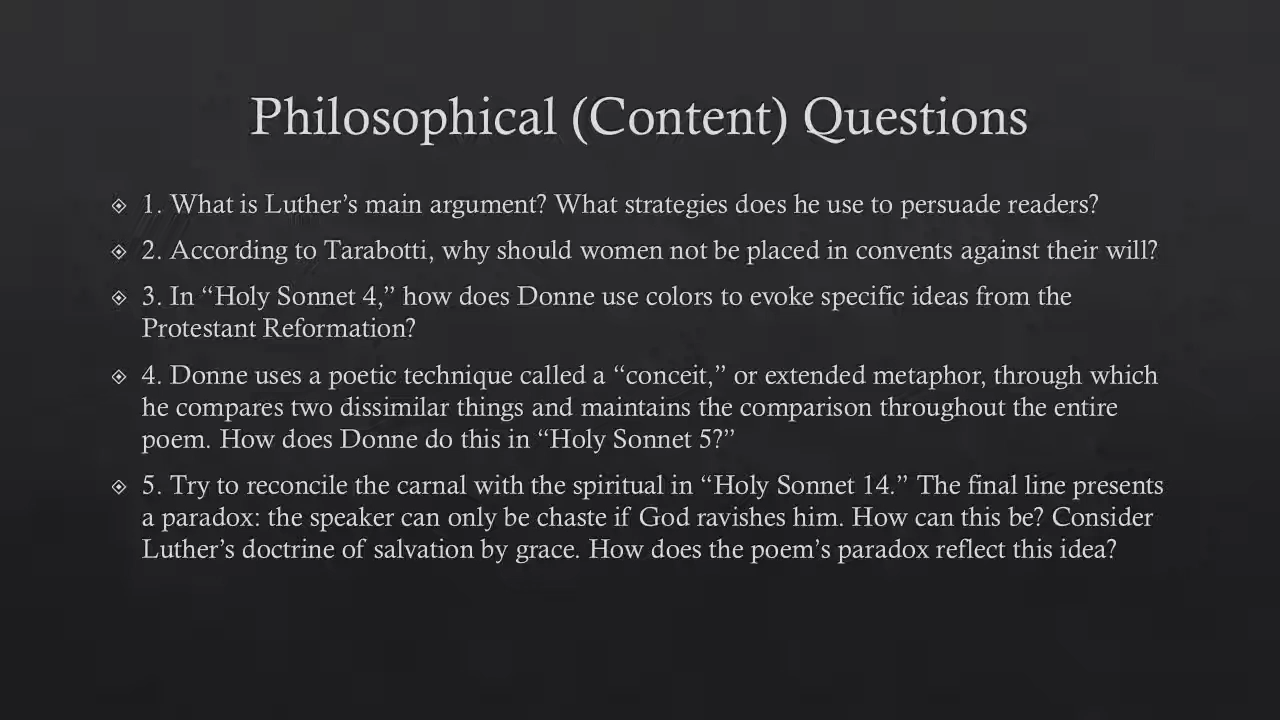 Philosophical (Content) Questions
1. What is Luther’s main argument? What strategies does he use to persuade readers?
2. According to Tarabotti, why should women not be placed in convents against their will?
3. In “Holy Sonnet 4,” how does Donne use colors to evoke specific ideas from the
Protestant Reformation?
4. Donne uses a poetic technique called a “conceit,” or extended metaphor, through which
he compares two dissimilar things and maintains the comparison throughout the entire
poem. How does Donne do this in “Holy Sonnet 5?”
5. Try to reconcile the carnal with the spiritual in “Holy Sonnet 14.” The final line presents
a paradox: the speaker can only be chaste if God ravishes him. How can this be? Consider
Luther’s doctrine of salvation by grace. How does the poem’s paradox reflect this idea?